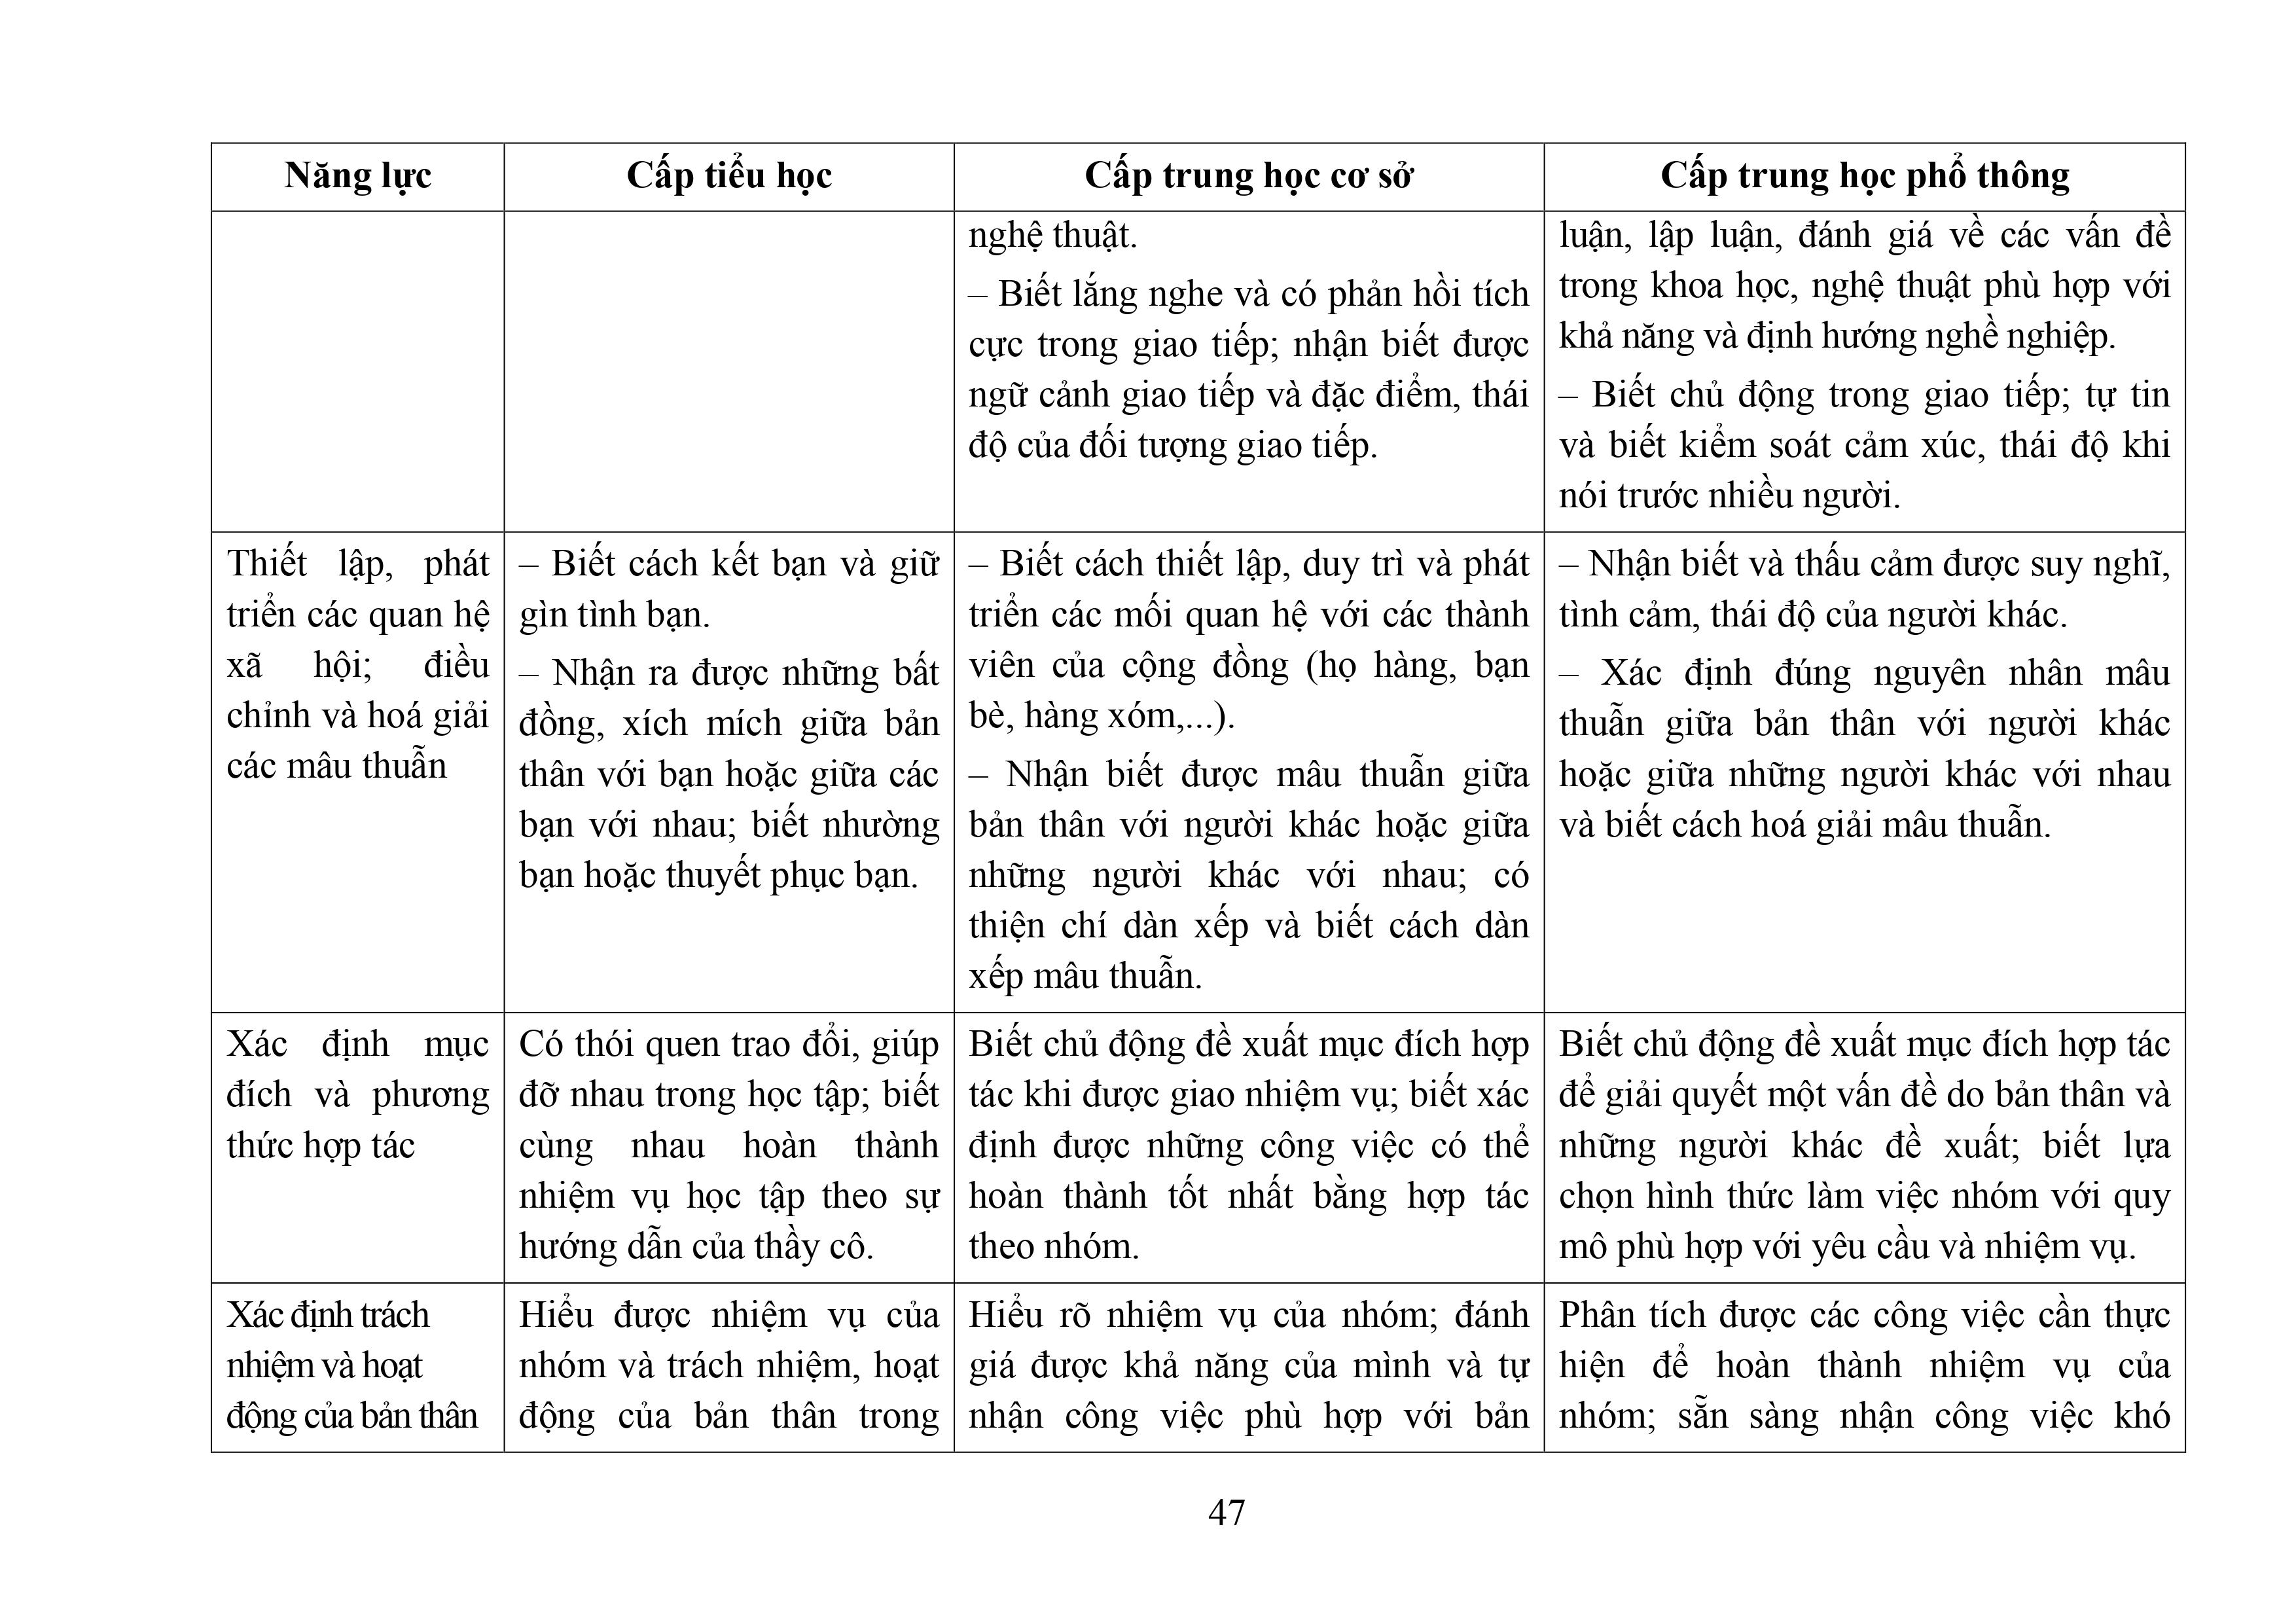 Năng lực
Cấp tiểu học
Cấp trung học cơ sở
Cấp trung học phổ thông
nghệ thuật.
– Biết lắng nghe và có phản hồi tích
cực trong giao tiếp; nhận biết được
ngữ cảnh giao tiếp và đặc điểm, thái
độ của đối tượng giao tiếp.
luận, lập luận, đánh giá về các vấn đề
trong khoa học, nghệ thuật phù hợp với
khả năng và định hướng nghề nghiệp.
– Biết chủ động trong giao tiếp; tự tin
và biết kiểm soát cảm xúc, thái độ khi
nói trước nhiều người.
Thiết lập, phát
triển các quan hệ
xã hội; điều
chỉnh và hoá giải
các mâu thuẫn
– Biết cách kết bạn và giữ
gìn tình bạn.
– Nhận ra được những bất
đồng, xích mích giữa bản
thân với bạn hoặc giữa các
bạn với nhau; biết nhường
bạn hoặc thuyết phục bạn.
– Biết cách thiết lập, duy trì và phát
triển các mối quan hệ với các thành
viên của cộng đồng (họ hàng, bạn
bè, hàng xóm,...).
– Nhận biết được mâu thuẫn giữa
bản thân với người khác hoặc giữa
những người khác với nhau; có
thiện chí dàn xếp và biết cách dàn
xếp mâu thuẫn.
– Nhận biết và thấu cảm được suy nghĩ,
tình cảm, thái độ của người khác.
– Xác định đúng nguyên nhân mâu
thuẫn giữa bản thân với người khác
hoặc giữa những người khác với nhau
và biết cách hoá giải mâu thuẫn.
Xác định mục
đích và phương
thức hợp tác
Có thói quen trao đổi, giúp
đỡ nhau trong học tập; biết
cùng nhau hoàn thành
nhiệm vụ học tập theo sự
hướng dẫn của thầy cô.
Biết chủ động đề xuất mục đích hợp
tác khi được giao nhiệm vụ; biết xác
định được những công việc có thể
hoàn thành tốt nhất bằng hợp tác
theo nhóm.
Biết chủ động đề xuất mục đích hợp tác
để giải quyết một vấn đề do bản thân và
những người khác đề xuất; biết lựa
chọn hình thức làm việc nhóm với quy
mô phù hợp với yêu cầu và nhiệm vụ.
Xác định trách
nhiệm và hoạt
động của bản thân
Hiểu được nhiệm vụ của
nhóm và trách nhiệm, hoạt
động của bản thân trong
Hiểu rõ nhiệm vụ của nhóm; đánh
giá được khả năng của mình và tự
nhận công việc phù hợp với bản
Phân tích được các công việc cần thực
hiện để hoàn thành nhiệm vụ của
nhóm; sẵn sàng nhận công việc khó
47